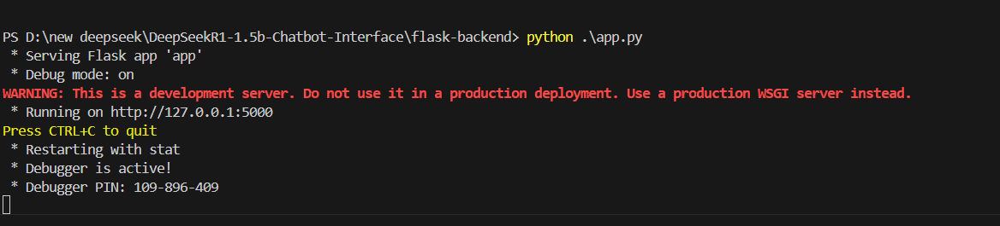 PS D:\new deepseek\DeepSeekR1-1.5b-Chatbot-Interface\flask-backend> python .\app.py
 * Serving Flask app 'app'
 * Debug mode: on
WARNING: This is a development server. Do not use it in a production deployment. Use a production WSGI server instead.
 * Running on http://127.0.0.1:5000
Press CTRL+C to quit
 * Restarting with stat
 * Debugger is active!
 * Debugger PIN: 109-896-409